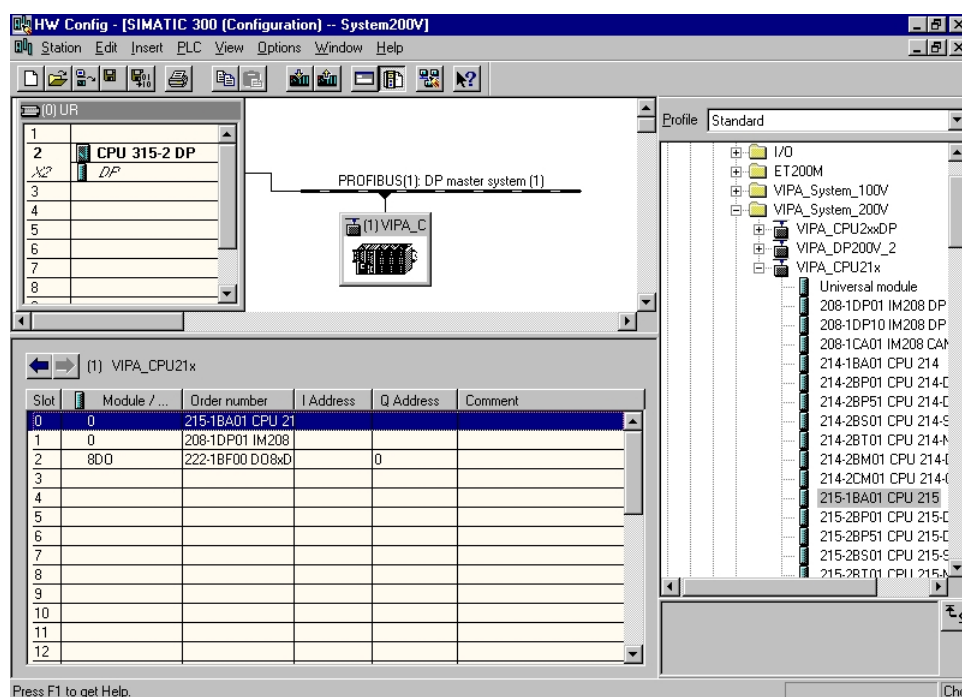 HW Config - [SIMATIC 300 (Configuration) -- System200V]
Station Edit Insert PLC View Options Window Help
(0) UR
1
2 CPU 315-2 DP
X2 DP
3
4
5
6
7
8
PROFIBUS(1): DP master system (1)
(1) VIPA_C
Profile Standard
I/O
ET200M
VIPA_System_100V
VIPA_System_200V
VIPA_CPU2xxDP
VIPA_DP200V_2
VIPA_CPU21x
Universal module
208-1DP01 IM208 DP
208-1DP10 IM208 DP
208-1CA01 IM208 CAN
214-1BA01 CPU 214
214-2BP01 CPU 214-D
214-2BP51 CPU 214-D
214-2BS01 CPU 214-S
214-2BT01 CPU 214-N
214-2BM01 CPU 214-D
214-2CM01 CPU 214-
215-1BA01 CPU 215
215-2BP01 CPU 215-D
215-2BP51 CPU 215-D
215-2BS01 CPU 215-S
215-2BT01 CPU 215-N
(1) VIPA_CPU21x
Slot Module / ... Order number I Address Q Address Comment
0 0 215-1BA01 CPU 21
1 0 208-1DP01 IM208
2 8DO 222-1BF00 DO8xD 0
3
4
5
6
7
8
9
10
11
12
Press F1 to get Help.
Ch